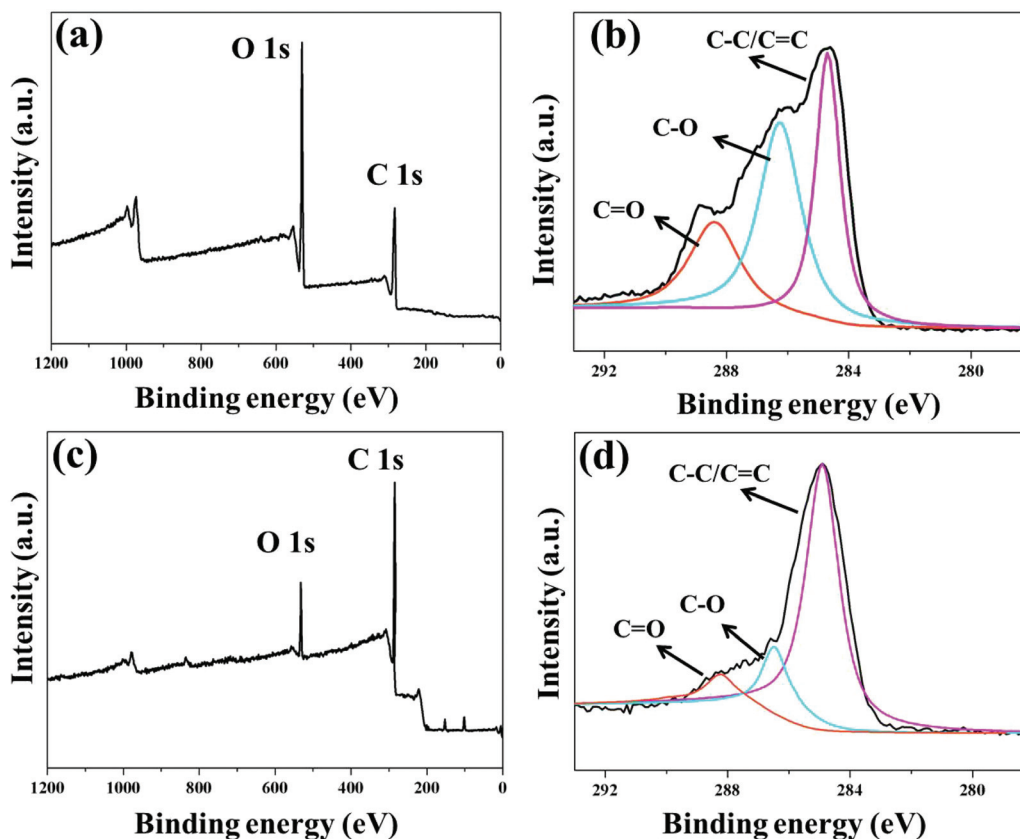 (a)
O 1s
C 1s
Intensity (a.u.)
1200 1000 800 600 400 200 0
Binding energy (eV)
(b)
C-C/C=C
C-O
C=O
Intensity (a.u.)
292 288 284 280
Binding energy (eV)
(c)
C 1s
O 1s
Intensity (a.u.)
1200 1000 800 600 400 200 0
Binding energy (eV)
(d)
C-C/C=C
C-O
C=O
Intensity (a.u.)
292 288 284 280
Binding energy (eV)